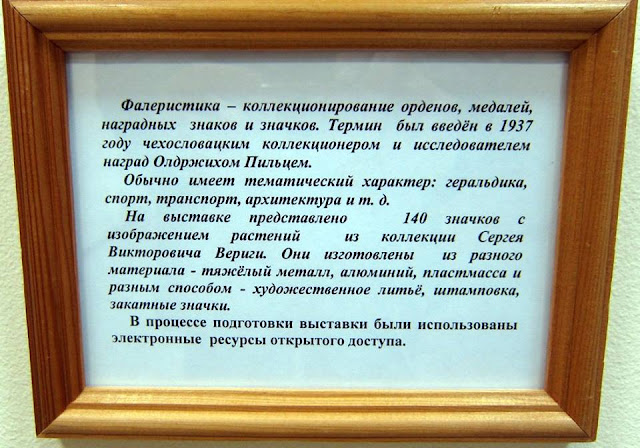 Фалеристика – коллекционирование орденов, медалей,
наградных знаков и значков. Термин был введён в 1937
году чехословацким коллекционером и исследователем
наград Олдржихом Пильцем.
Обычно имеет тематический характер: геральдика,
спорт, транспорт, архитектура и т. д.
На выставке представлено 140 значков с
изображением растений из коллекции Сергея
Викторовича Вериги. Они изготовлены из разного
материала - тяжёлый металл, алюминий, пластмасса и
разным способом - художественное литьё, штамповка,
закатные значки.
В процессе подготовки выставки были использованы
электронные ресурсы открытого доступа.